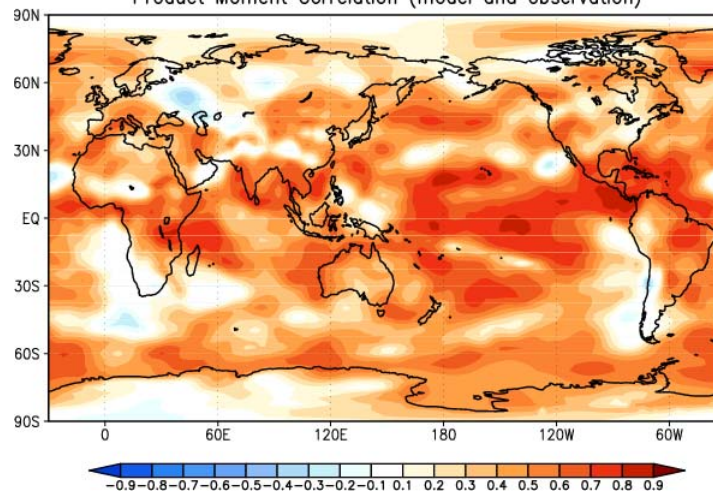 Product Moment Correlation (model and observation)
90N
60N
30N
EQ
30S
60S
90S
0 60E 120E 180 120W 60W
-0.9 -0.8 -0.7 -0.6 -0.5 -0.4 -0.3 -0.2 -0.1 0.1 0.2 0.3 0.4 0.5 0.6 0.7 0.8 0.9